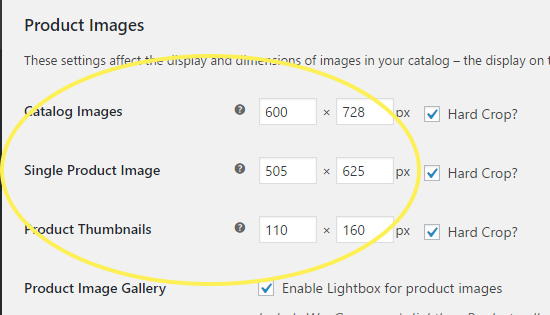 Product Images
These settings affect the display and dimensions of images in your catalog – the display on
Catalog Images ? 600 × 728 px Hard Crop?
Single Product Image ? 505 × 625 px Hard Crop?
Product Thumbnails ? 110 × 160 px Hard Crop?
Product Image Gallery Enable Lightbox for product images